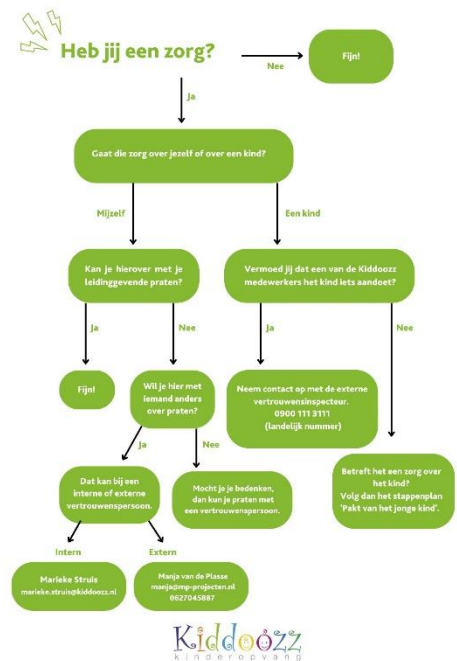 Heb jij een zorg?
Nee
Fijn!
Ja
Gaat die zorg over jezelf of over een kind?
Mijzelf
Een kind
Kan je hierover met je
leidinggevende praten?
Vermoed jij dat een van de Kiddoozz
medewerkers het kind iets aandoet?
Ja
Nee
Ja
Nee
Fijn!
Wil je hier met
iemand anders
over praten?
Neem contact op met de externe
vertrouwensinspecteur.
0900 111 3111
(landelijk nummer)
Ja
Nee
Dat kan bij een
interne of externe
vertrouwenspersoon.
Mocht je je bedenken,
dan kun je praten met
een vertrouwenspersoon.
Betreft het een zorg over
het kind?
Volg dan het stappenplan
'Pakt van het jonge kind'.
Intern
Extern
Marieke Struis
marieke.struis@kiddoozz.nl
Manja van de Plasse
manja@mp-projecten.nl
0627045887
Kiddoozz
kinderopvang